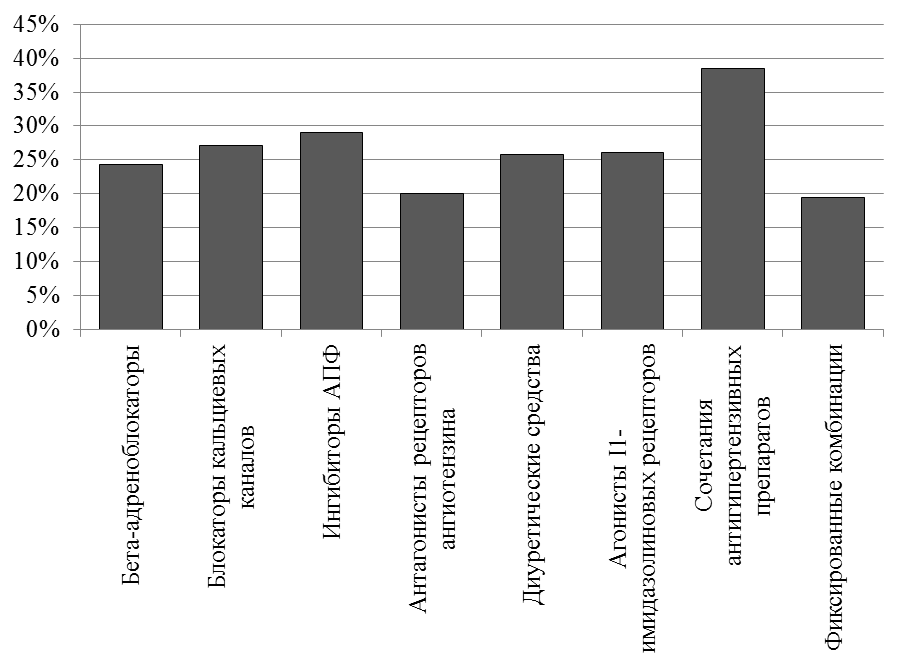 45%
40%
35%
30%
25%
20%
15%
10%
5%
0%
Бета-адреноблокаторы
Блокаторы кальциевых
каналов
Ингибиторы АПФ
Антагонисты рецепторов
ангиотензина
Диуретические средства
Агонисты I1-
имидазолиновых рецепторов
Сочетания
антигипертензивных
препаратов
Фиксированные комбинации